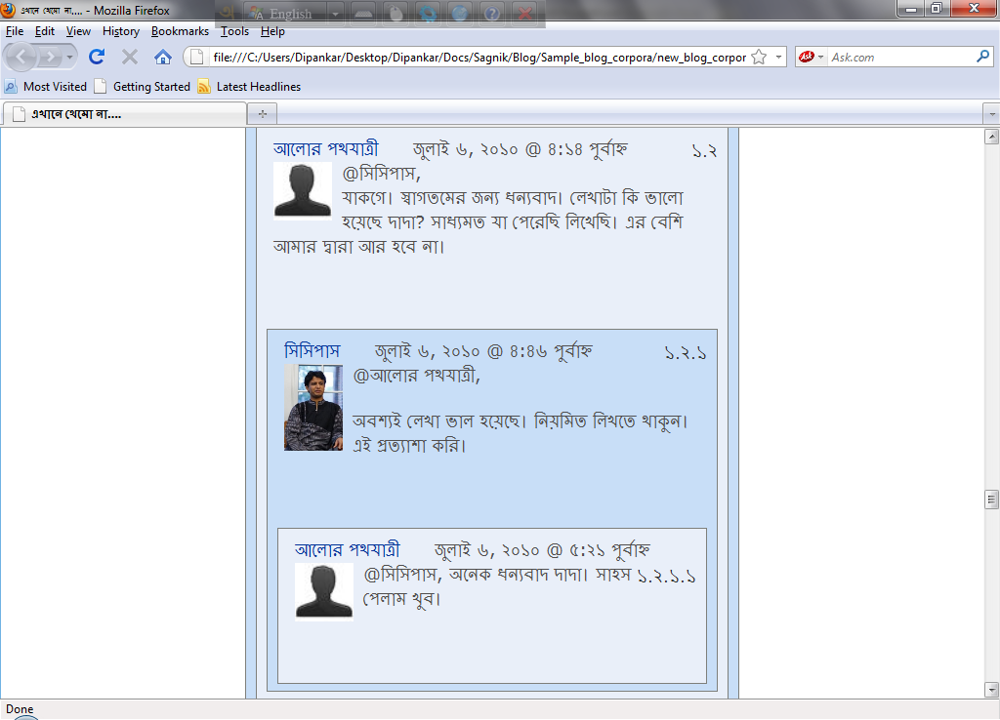 এখানে থেমো না.... - Mozilla Firefox
English
File Edit View History Bookmarks Tools Help
file:///C:/Users/Dipankar/Desktop/Dipankar/Docs/Sagnik/Blog/Sample_blog_corpora/new_blog_corpor
Ask Ask.com
Most Visited Getting Started Latest Headlines
এখানে থেমো না....
আলোর পথযাত্রী জুলাই ৬, ২০১০ @ ৪:১৪ পূর্বাহ্ন ১.২
@সিসিপাস,
যাকগে। স্বাগতমের জন্য ধন্যবাদ। লেখাটা কি ভালো
হয়েছে দাদা? সাধ্যমত যা পেরেছি লিখেছি। এর বেশি
আমার দ্বারা আর হবে না।
সিসিপাস জুলাই ৬, ২০১০ @ ৪:৪৬ পূর্বাহ্ন ১.২.১
@আলোর পথযাত্রী,
অবশ্যই লেখা ভাল হয়েছে। নিয়মিত লিখতে থাকুন।
এই প্রত্যাশা করি।
আলোর পথযাত্রী জুলাই ৬, ২০১০ @ ৫:২১ পূর্বাহ্ন
@সিসিপাস, অনেক ধন্যবাদ দাদা। সাহস ১.২.১.১
পেলাম খুব।
Done